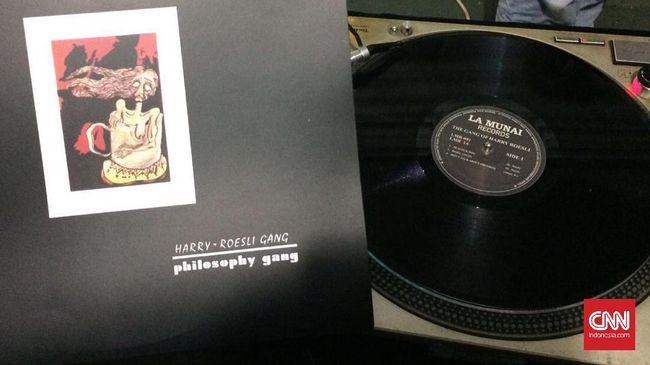 HARRY-ROESLI GANG
philosophy gang
LA MUNAI
RECORDS
THE GANG OF HARRY ROESLI
SIDE 1
CNN
Indonesia.com